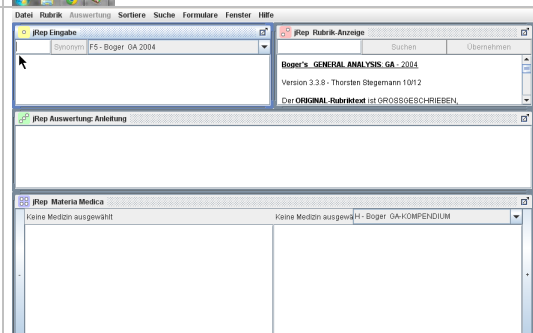 Datei Rubrik Auswertung Sortiere Suche Formulare Fenster Hilfe
jRep Eingabe
Synonym F5 - Boger GA 2004
jRep Rubrik-Anzeige
Suchen Übernehmen
Boger's GENERAL ANALYSIS: GA - 2004
Version 3.3.8 - Thorsten Stegemann 10/12
Der ORIGINAL-Rubriktext ist GROSSGESCHRIEBEN,
jRep Auswertung: Anleitung
jRep Materia Medica
Keine Medizin ausgewählt
Keine Medizin ausgewä H - Boger GA-KOMPENDIUM
- +